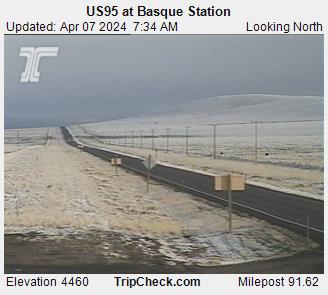 US95 at Basque Station
Updated: Apr 07 2024 7:34 AM Looking North
Elevation 4460 TripCheck.com Milepost 91.62